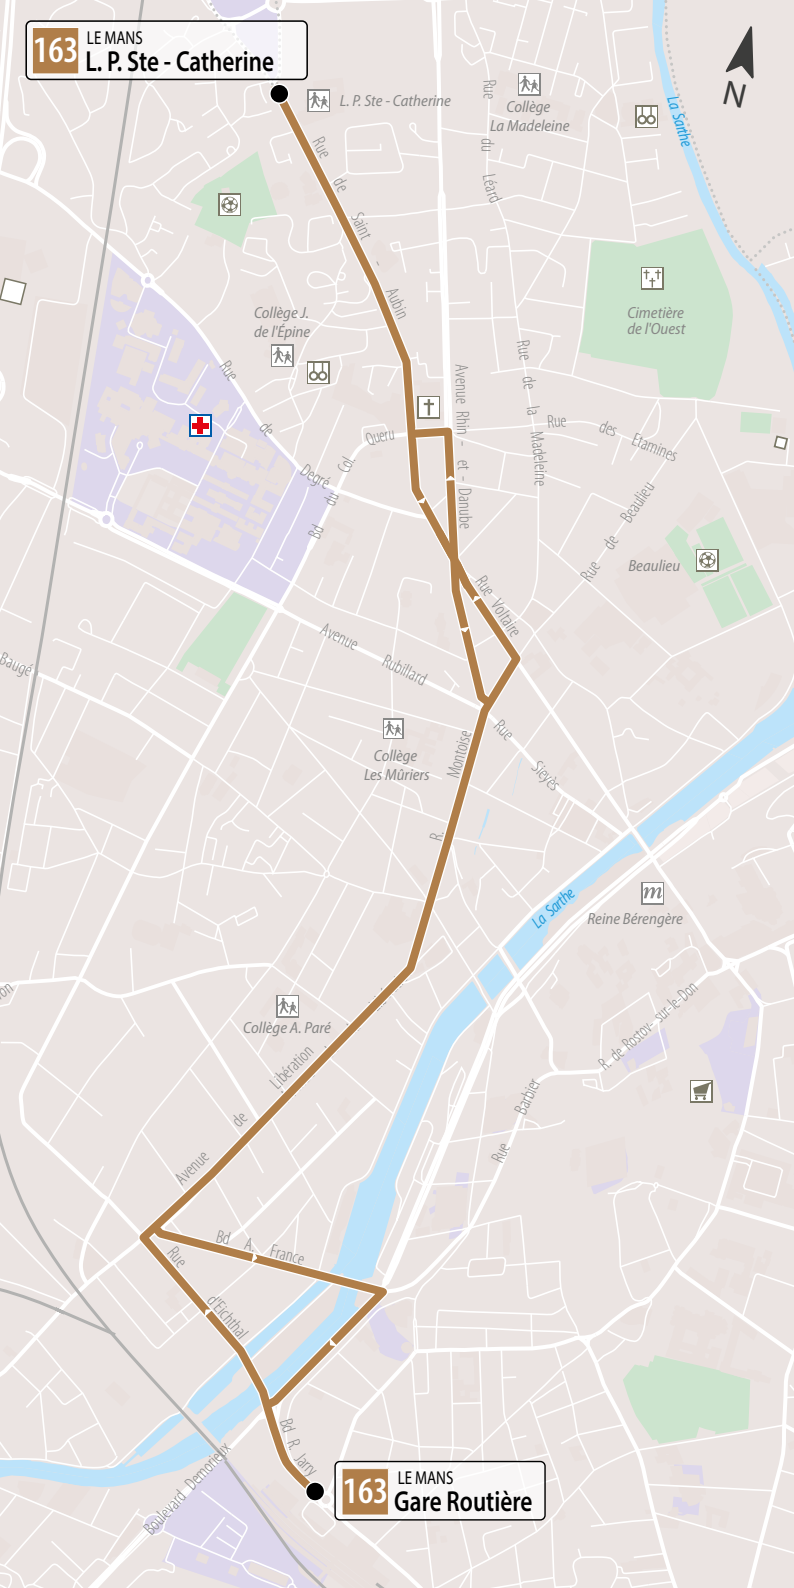 163 LE MANS
L. P. Ste - Catherine
L. P. Ste - Catherine
Collège
La Madeleine
Rue du Léard
La Sarthe
N
Rue de Saint - Aubin
Collège J.
de l'Épine
Cimetière
de l'Ouest
Rue de Degré
Bd du Col. Queru
Avenue Rhin - et - Danube
Rue de la Madeleine
Rue des Etamines
Rue de Beaulieu
Beaulieu
Rue Voltaire
Baugé
Avenue Rubillard
Collège
Les Mûriers
R. Montoise
Rue Sieyès
La Sarthe
m
Reine Bérengère
Collège A. Paré
R. de Rostov-sur-le-Don
Rue Barbier
Avenue de Libération
Bd A. France
Rue d'Eichthal
Bd R. Jarry
Boulevard Demorieux
163 LE MANS
Gare Routière